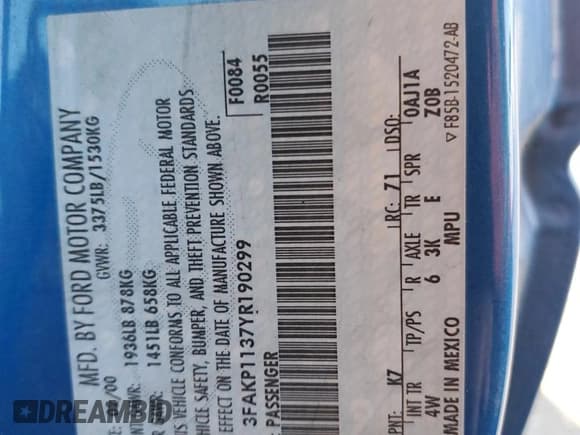 MFD. BY FORD MOTOR COMPANY
/00 GVWR: 3375LB/1530KG
1936LB 878KG
1451LB 658KG
VEHICLE CONFORMS TO ALL APPLICABLE FEDERAL MOTOR
VEHICLE SAFETY, BUMPER, AND THEFT PREVENTION STANDARDS
EFFECT ON THE DATE OF MANUFACTURE SHOWN ABOVE.
F0084
R0055
3FAKP1137YR190299
PASSENGER
PNT: K7 RC: 71 DSO:
INT TR TP/PS R AXLE TR SPR 0AJ1A
4W 6 3K E Z0B
MADE IN MEXICO MPU ▽F85B-1520472-AB
DREAMBID